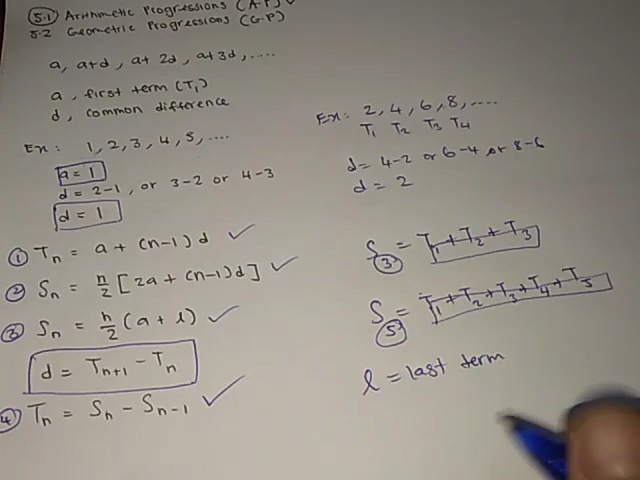 5.1 Arithmetic Progressions (A.P) ✓
5.2 Geometric Progressions (G.P)
a, a+d, a+2d, a+3d, ....
a, first term (T₁)
d, common difference
Ex: 1, 2, 3, 4, 5, ....
a = 1
d = 2-1, or 3-2 or 4-3
d = 1
① Tₙ = a + (n-1) d ✓
② Sₙ = n/2 [2a + (n-1)d] ✓
③ Sₙ = n/2 (a + l) ✓
d = Tₙ₊₁ - Tₙ
④ Tₙ = Sₙ - Sₙ₋₁ ✓
Ex: 2, 4, 6, 8, ....
T₁ T₂ T₃ T₄
d = 4-2 or 6-4 or 8-6
d = 2
S₃ = T₁+T₂+T₃
S₅ = T₁+T₂+T₃+T₄+T₅
l = last term